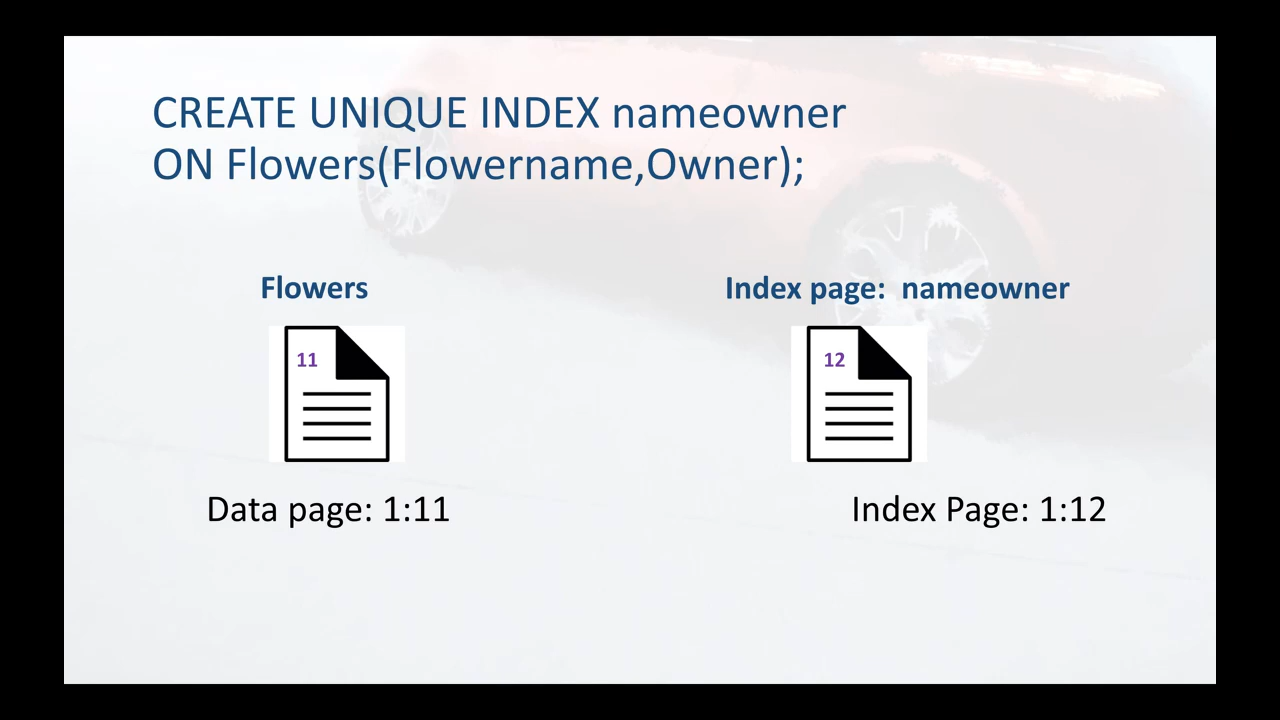 CREATE UNIQUE INDEX nameowner
ON Flowers(Flowername,Owner);
Flowers
Index page:  nameowner
11
12
Data page: 1:11
Index Page: 1:12